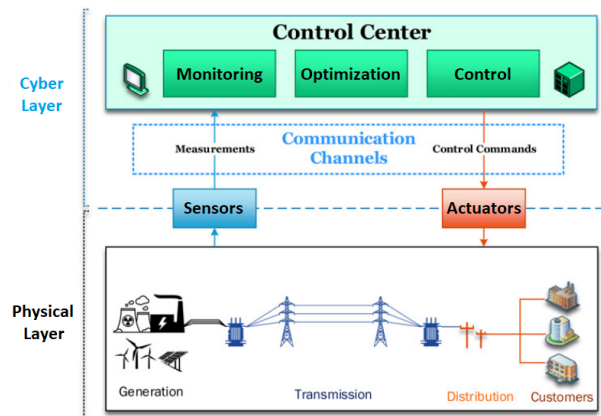 Control Center
Monitoring
Optimization
Control
Cyber
Layer
Communication
Channels
Measurements
Control Commands
Sensors
Actuators
Physical
Layer
Generation
Transmission
Distribution
Customers